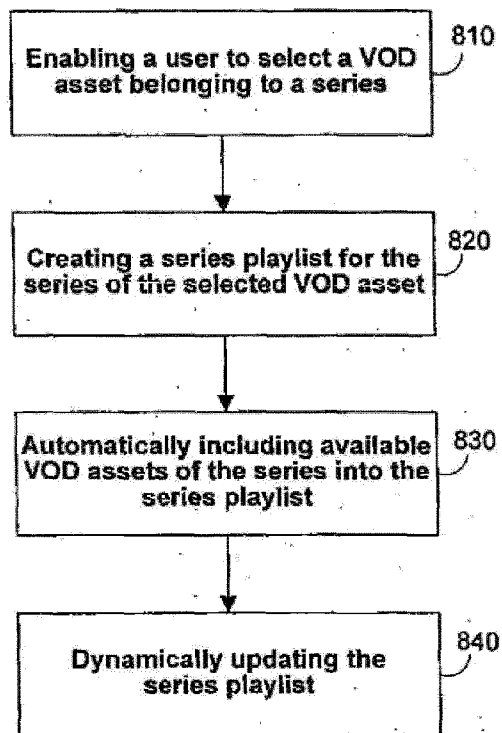 810
Enabling a user to select a VOD
asset belonging to a series
820
Creating a series playlist for the
series of the selected VOD asset
830
Automatically including available
VOD assets of the series into the
series playlist
840
Dynamically updating the
series playlist